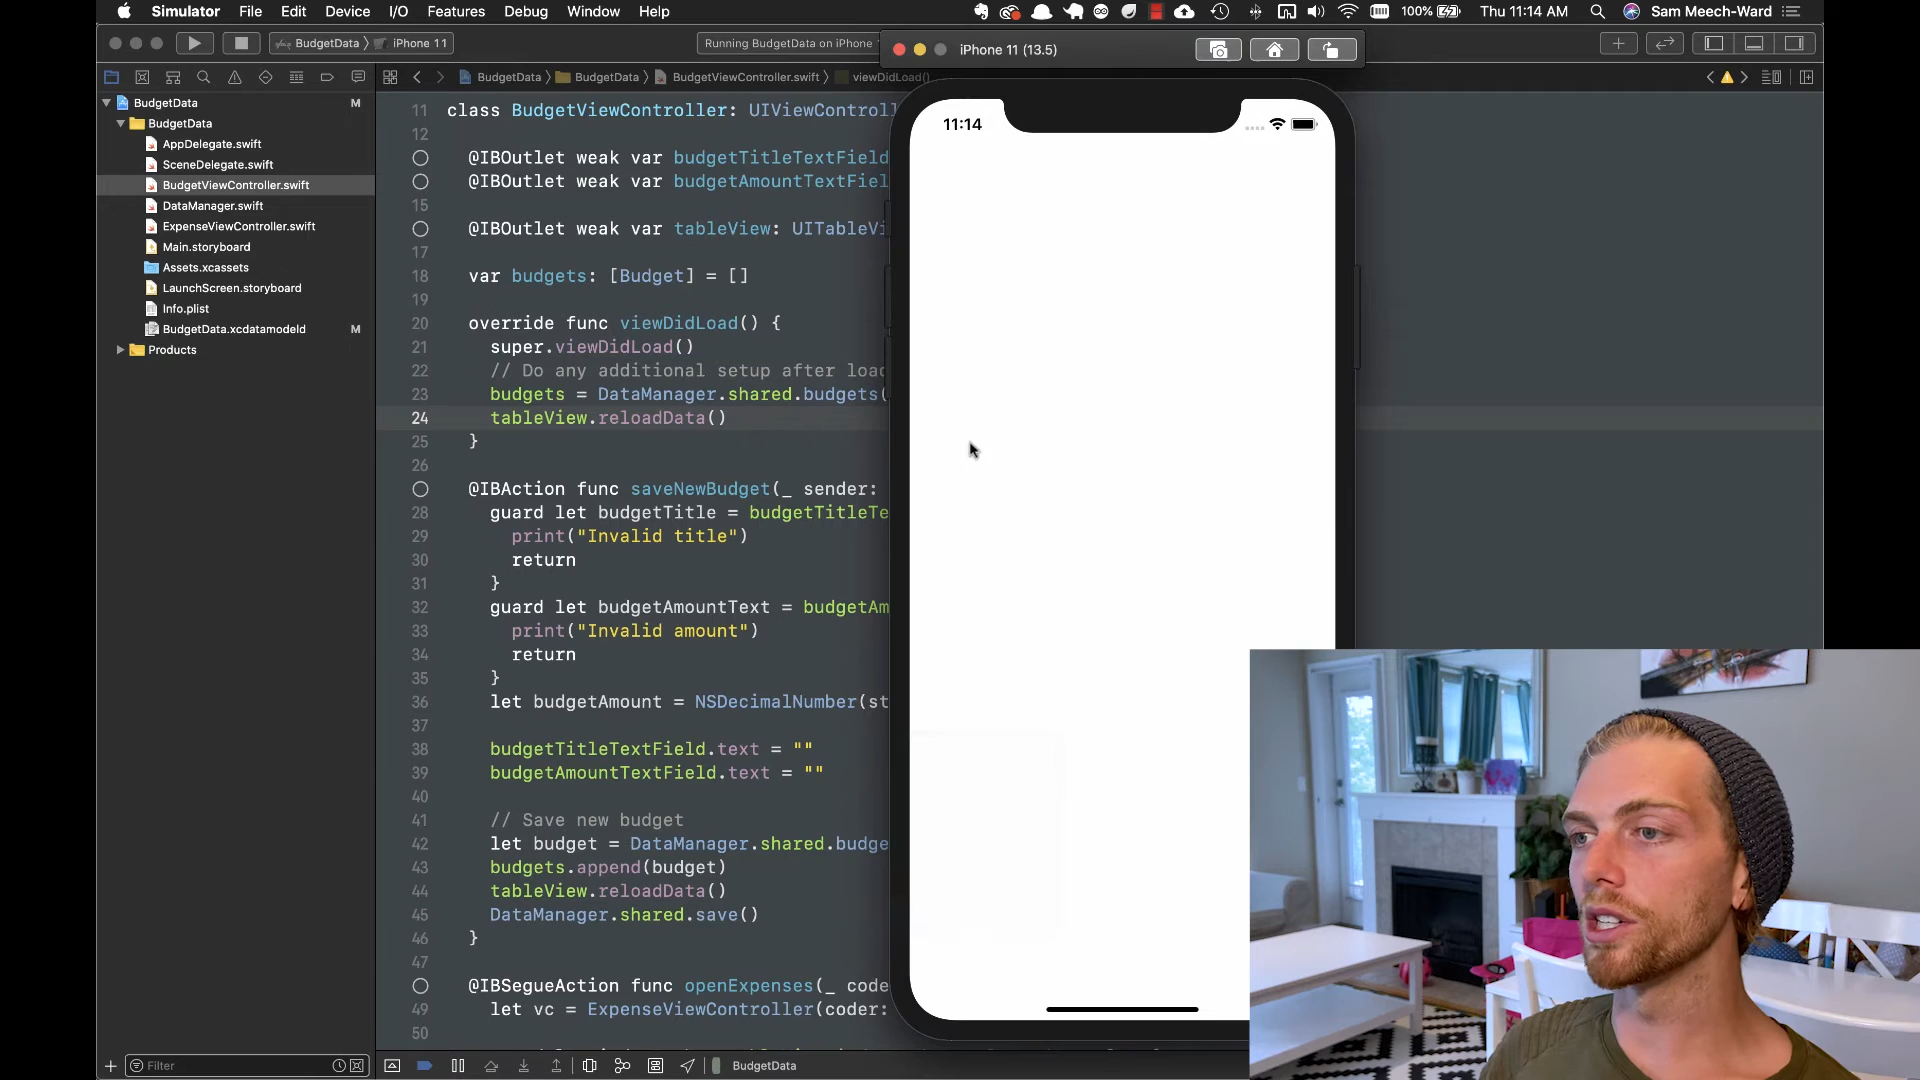 Simulator File Edit View Device I/O Features Debug Window Help 100% Thu 11:14 AM Sam Meech-Ward
BudgetData iPhone 11 Running BudgetData on iPhone iPhone 11 (13.5)
BudgetData BudgetData BudgetViewController.swift viewDidLoad()
BudgetData M
BudgetData
AppDelegate.swift
SceneDelegate.swift
BudgetViewController.swift
DataManager.swift
ExpenseViewController.swift
Main.storyboard
Assets.xcassets
LaunchScreen.storyboard
Info.plist
BudgetData.xcdatamodeld M
Products
Filter
11 class BudgetViewController: UIViewControll
12
@IBOutlet weak var budgetTitleTextField
@IBOutlet weak var budgetAmountTextFiel
15
@IBOutlet weak var tableView: UITableVi
17
18 var budgets: [Budget] = []
19
20 override func viewDidLoad() {
21 super.viewDidLoad()
22 // Do any additional setup after load
23 budgets = DataManager.shared.budgets(
24 tableView.reloadData()
25 }
26
@IBAction func saveNewBudget(_ sender:
28 guard let budgetTitle = budgetTitleTe
29 print("Invalid title")
30 return
31 }
32 guard let budgetAmountText = budgetAm
33 print("Invalid amount")
34 return
35 }
36 let budgetAmount = NSDecimalNumber(st
37
38 budgetTitleTextField.text = ""
39 budgetAmountTextField.text = ""
40
41 // Save new budget
42 let budget = DataManager.shared.budge
43 budgets.append(budget)
44 tableView.reloadData()
45 DataManager.shared.save()
46 }
47
@IBSegueAction func openExpenses(_ code
49 let vc = ExpenseViewController(coder:
50
BudgetData
11:14